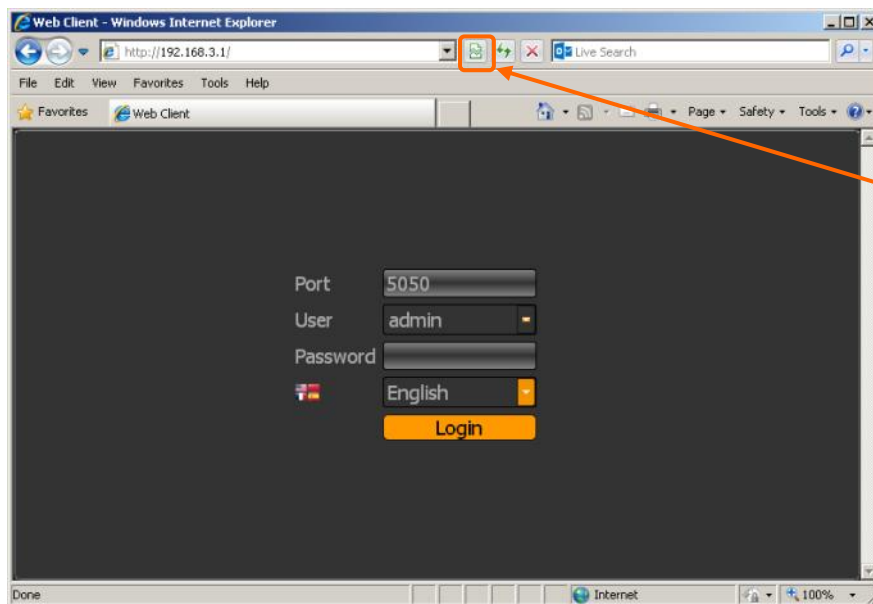 Web Client - Windows Internet Explorer
http://192.168.3.1/
Live Search
File Edit View Favorites Tools Help
Favorites Web Client Page Safety Tools
Port 5050
User admin
Password
English
Login
Done Internet 100%